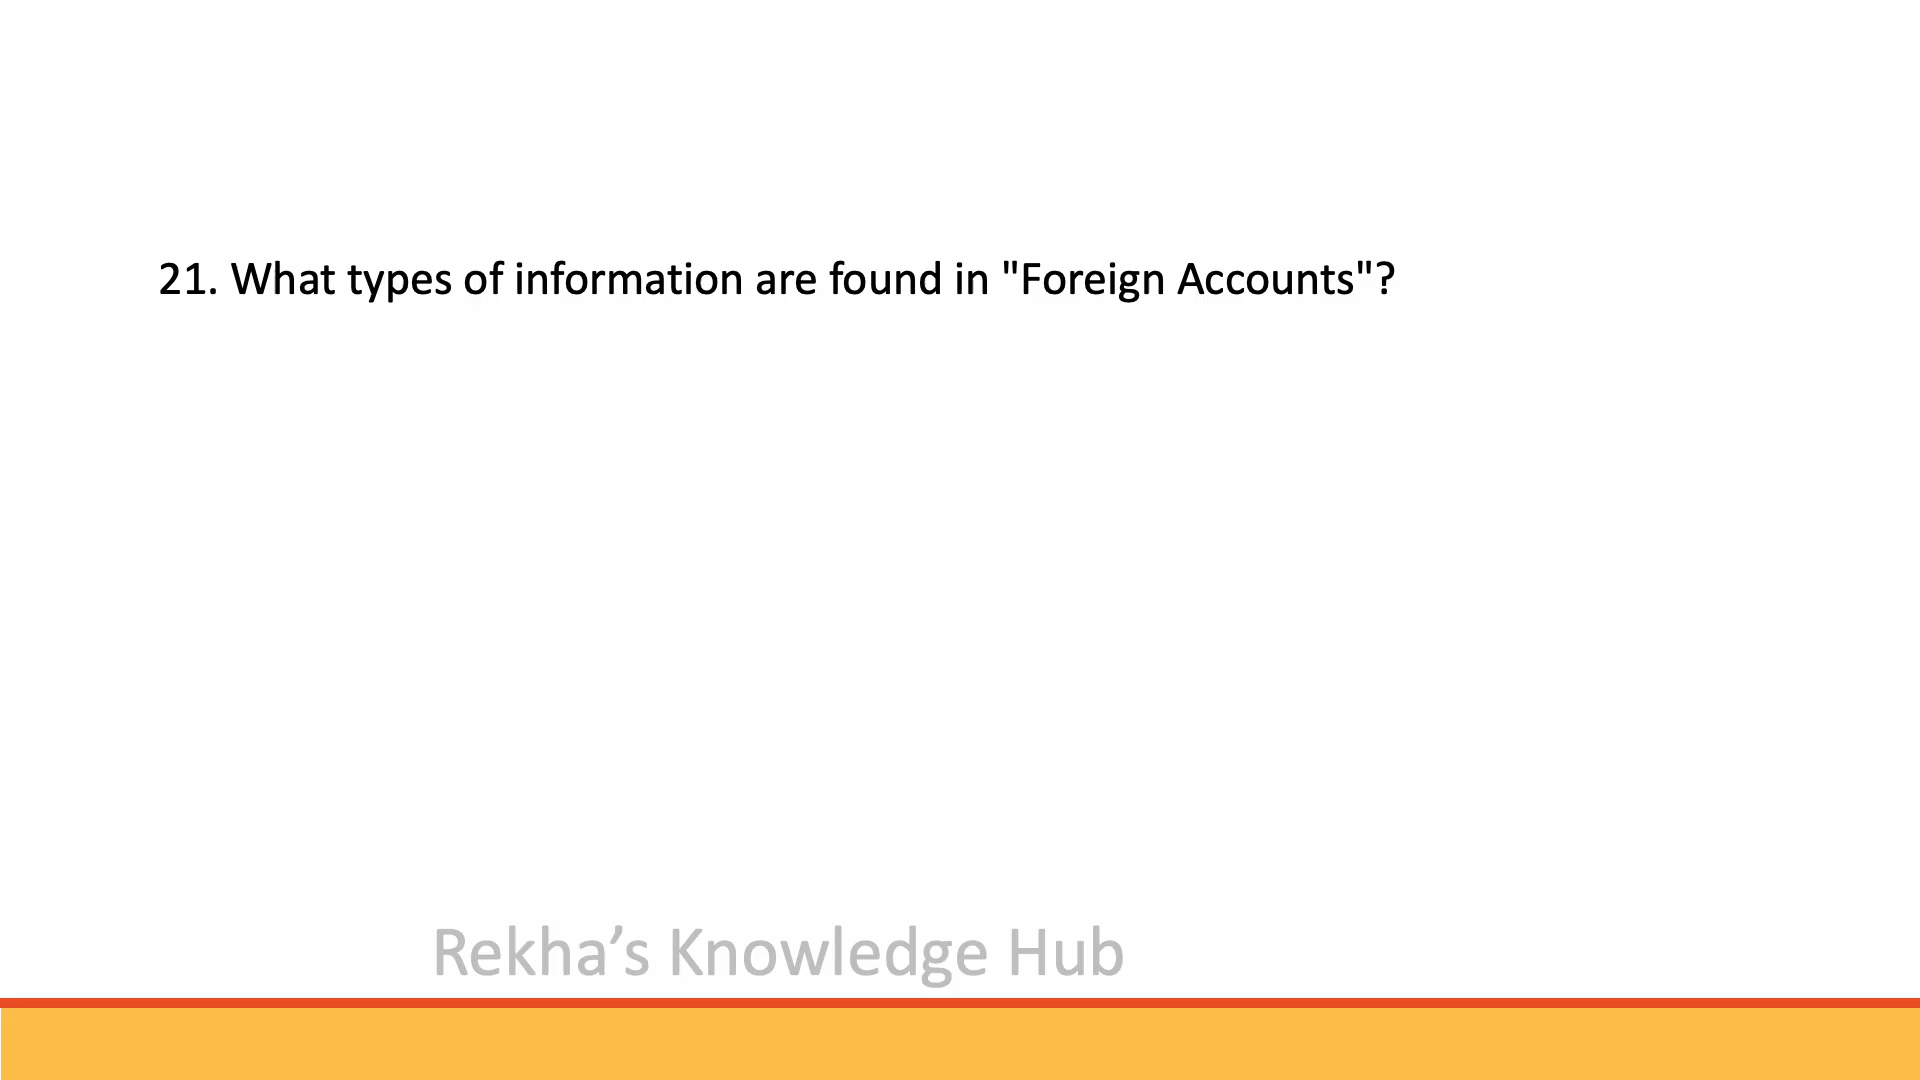 21. What types of information are found in "Foreign Accounts"?
Rekha’s Knowledge Hub